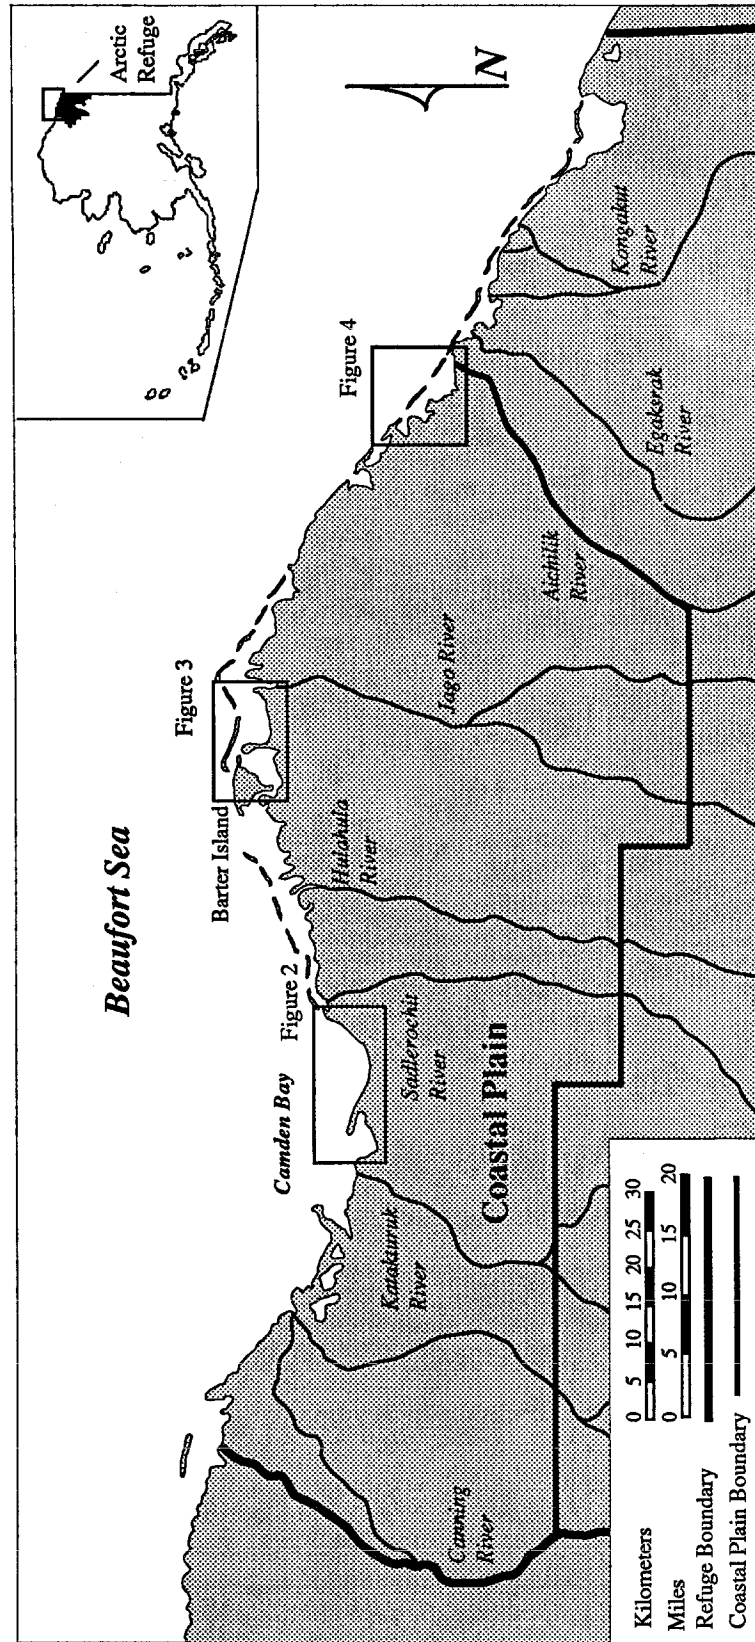 Beaufort Sea
Arctic
Refuge
N
Figure 4
Figure 3
Barter Island
Figure 2
Camden Bay
Kongakut
River
Egaksrak
River
Aichilik
River
Jago River
Hulahula
River
Sadlerochit
River
Coastal Plain
Katakturuk
River
Canning
River
Kilometers 0 5 10 15 20 25 30
Miles 0 5 10 15 20
Refuge Boundary
Coastal Plain Boundary